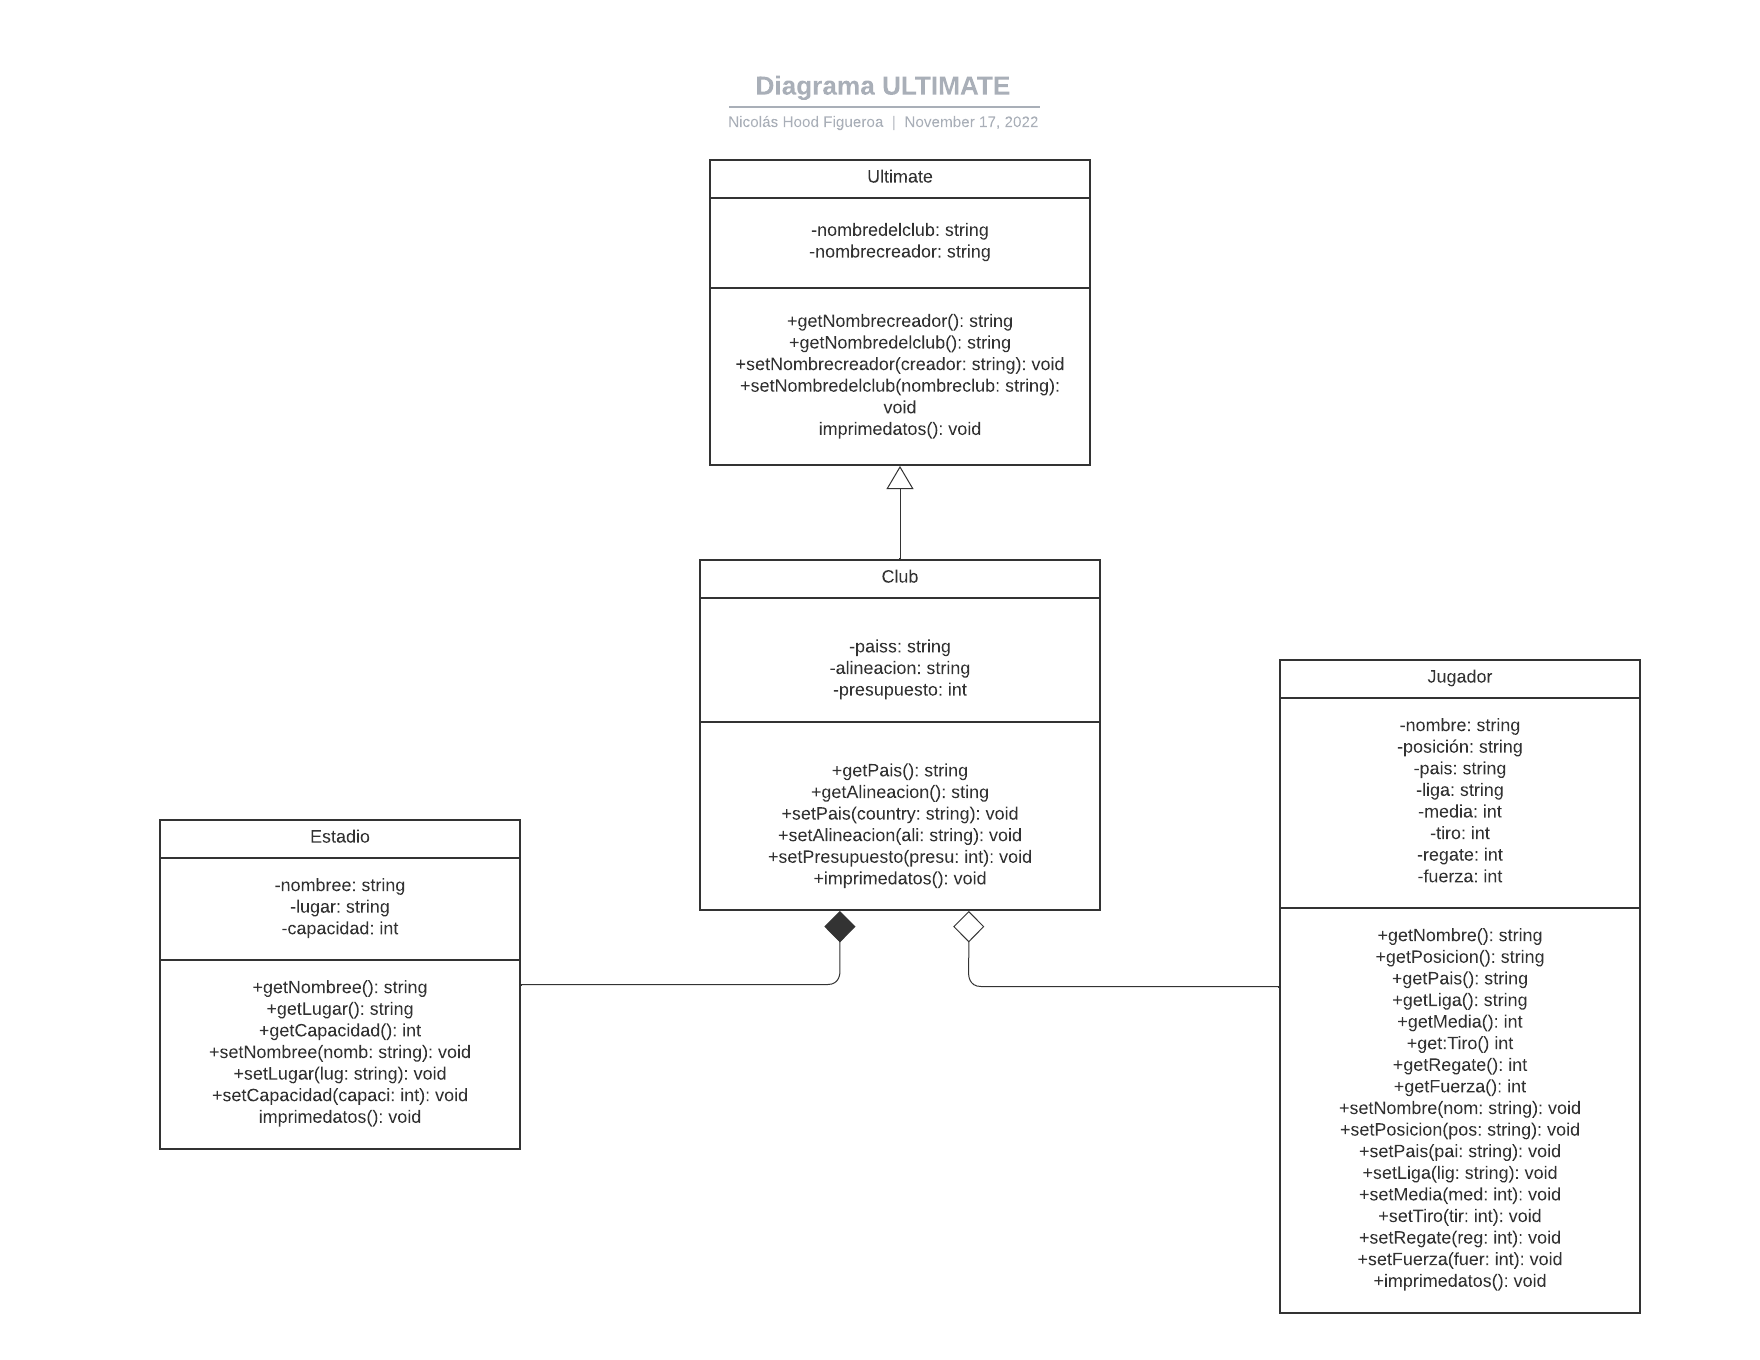 Diagrama ULTIMATE
Nicolás Hood Figueroa | November 17, 2022
Ultimate
-nombredelclub: string
-nombrecreador: string
+getNombrecreador(): string
+getNombredelclub(): string
+setNombrecreador(creador: string): void
+setNombredelclub(nombreclub: string):
void
imprimedatos(): void
Club
-paiss: string
-alineacion: string
-presupuesto: int
+getPais(): string
+getAlineacion(): sting
+setPais(country: string): void
+setAlineacion(ali: string): void
+setPresupuesto(presu: int): void
+imprimedatos(): void
Estadio
-nombree: string
-lugar: string
-capacidad: int
+getNombree(): string
+getLugar(): string
+getCapacidad(): int
+setNombree(nomb: string): void
+setLugar(lug: string): void
+setCapacidad(capaci: int): void
imprimedatos(): void
Jugador
-nombre: string
-posición: string
-pais: string
-liga: string
-media: int
-tiro: int
-regate: int
-fuerza: int
+getNombre(): string
+getPosicion(): string
+getPais(): string
+getLiga(): string
+getMedia(): int
+get:Tiro() int
+getRegate(): int
+getFuerza(): int
+setNombre(nom: string): void
+setPosicion(pos: string): void
+setPais(pai: string): void
+setLiga(lig: string): void
+setMedia(med: int): void
+setTiro(tir: int): void
+setRegate(reg: int): void
+setFuerza(fuer: int): void
+imprimedatos(): void